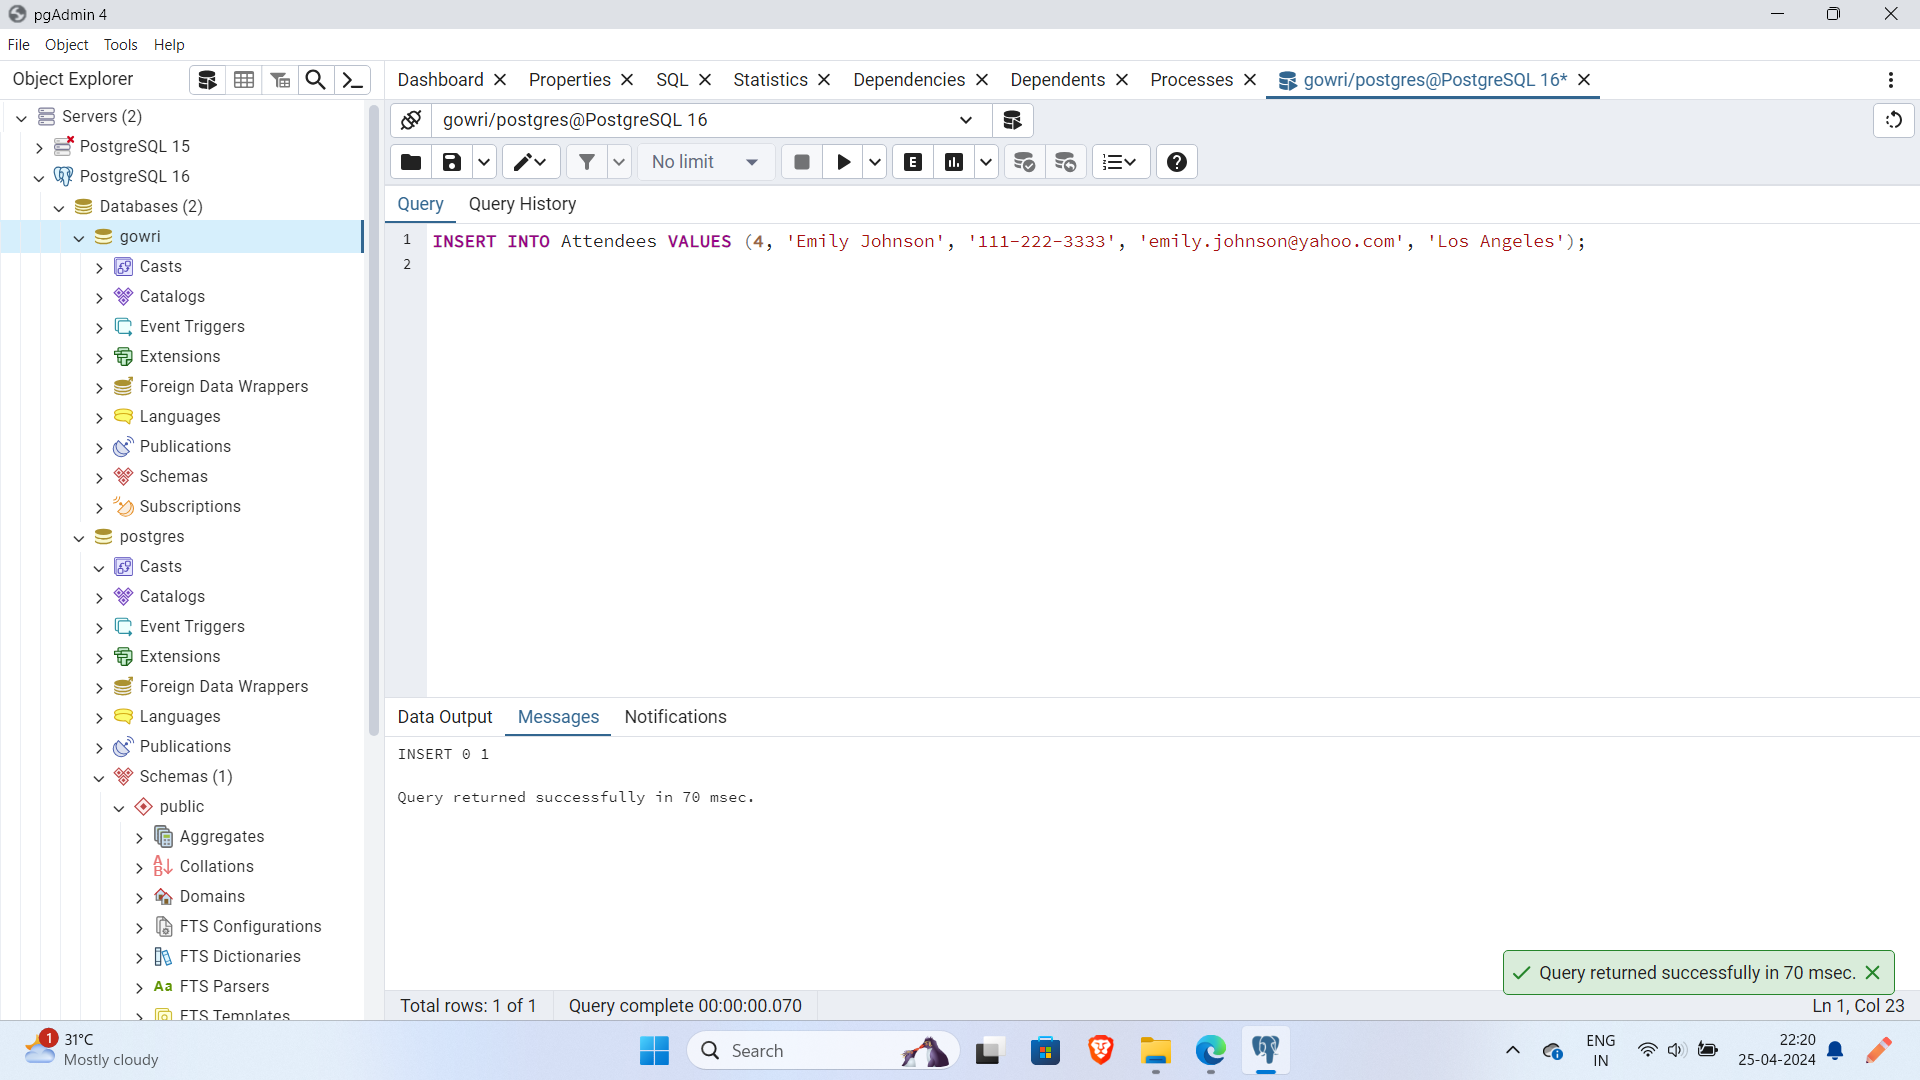 pgAdmin 4
File Object Tools Help
Object Explorer
Dashboard Properties SQL Statistics Dependencies Dependents Processes gowri/postgres@PostgreSQL 16*
Servers (2)
PostgreSQL 15
PostgreSQL 16
Databases (2)
gowri
Casts
Catalogs
Event Triggers
Extensions
Foreign Data Wrappers
Languages
Publications
Schemas
Subscriptions
postgres
Casts
Catalogs
Event Triggers
Extensions
Foreign Data Wrappers
Languages
Publications
Schemas (1)
public
Aggregates
Collations
Domains
FTS Configurations
FTS Dictionaries
Aa FTS Parsers
FTS Templates
gowri/postgres@PostgreSQL 16
No limit
E
Query Query History
1 INSERT INTO Attendees VALUES (4, 'Emily Johnson', '111-222-3333', 'emily.johnson@yahoo.com', 'Los Angeles');
2
Data Output Messages Notifications
INSERT 0 1
Query returned successfully in 70 msec.
Query returned successfully in 70 msec.
Total rows: 1 of 1 Query complete 00:00:00.070 Ln 1, Col 23
1
31°C
Mostly cloudy
Search
ENG
IN
22:20
25-04-2024